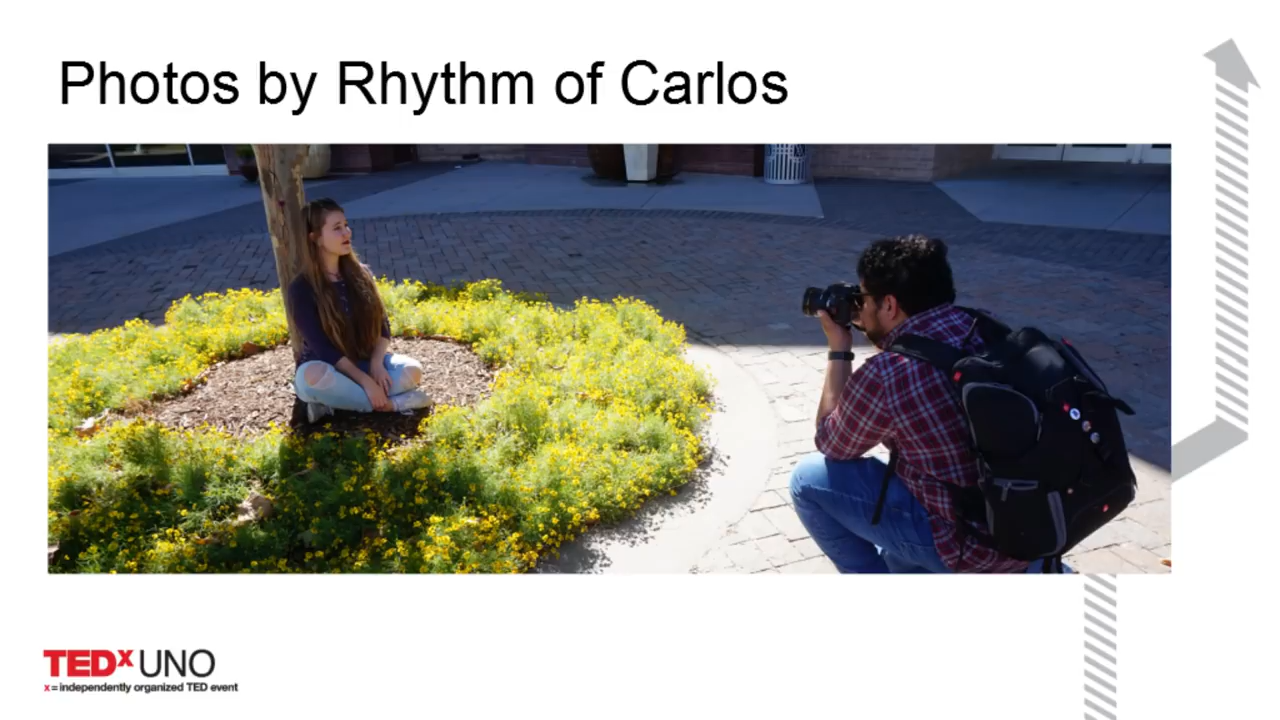 Photos by Rhythm of Carlos
TEDx UNO
x = independently organized TED event